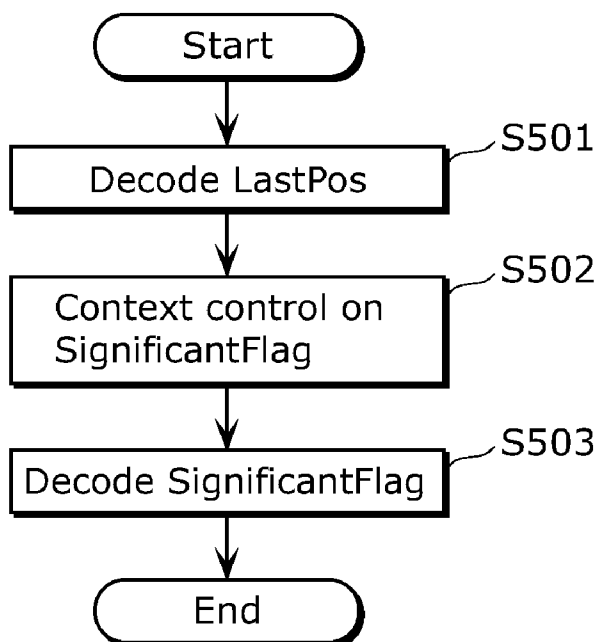 Start
S501
Decode LastPos
S502
Context control on
SignificantFlag
S503
Decode SignificantFlag
End